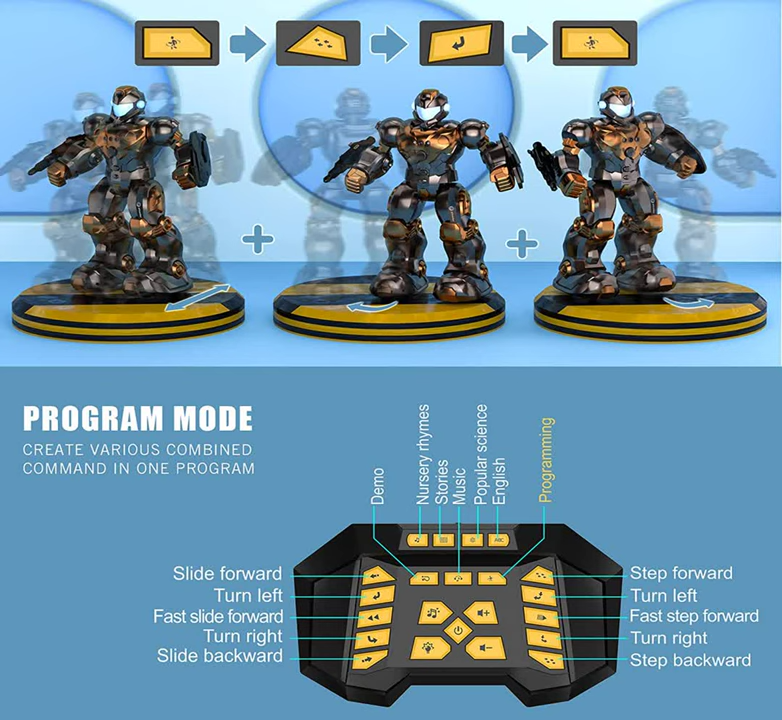 PROGRAM MODE
CREATE VARIOUS COMBINED
COMMAND IN ONE PROGRAM
Demo
Nursery rhymes
Stories
Music
Popular science
English
Programming
ABC
Slide forward
Turn left
Fast slide forward
Turn right
Slide backward
Step forward
Turn left
Fast step forward
Turn right
Step backward